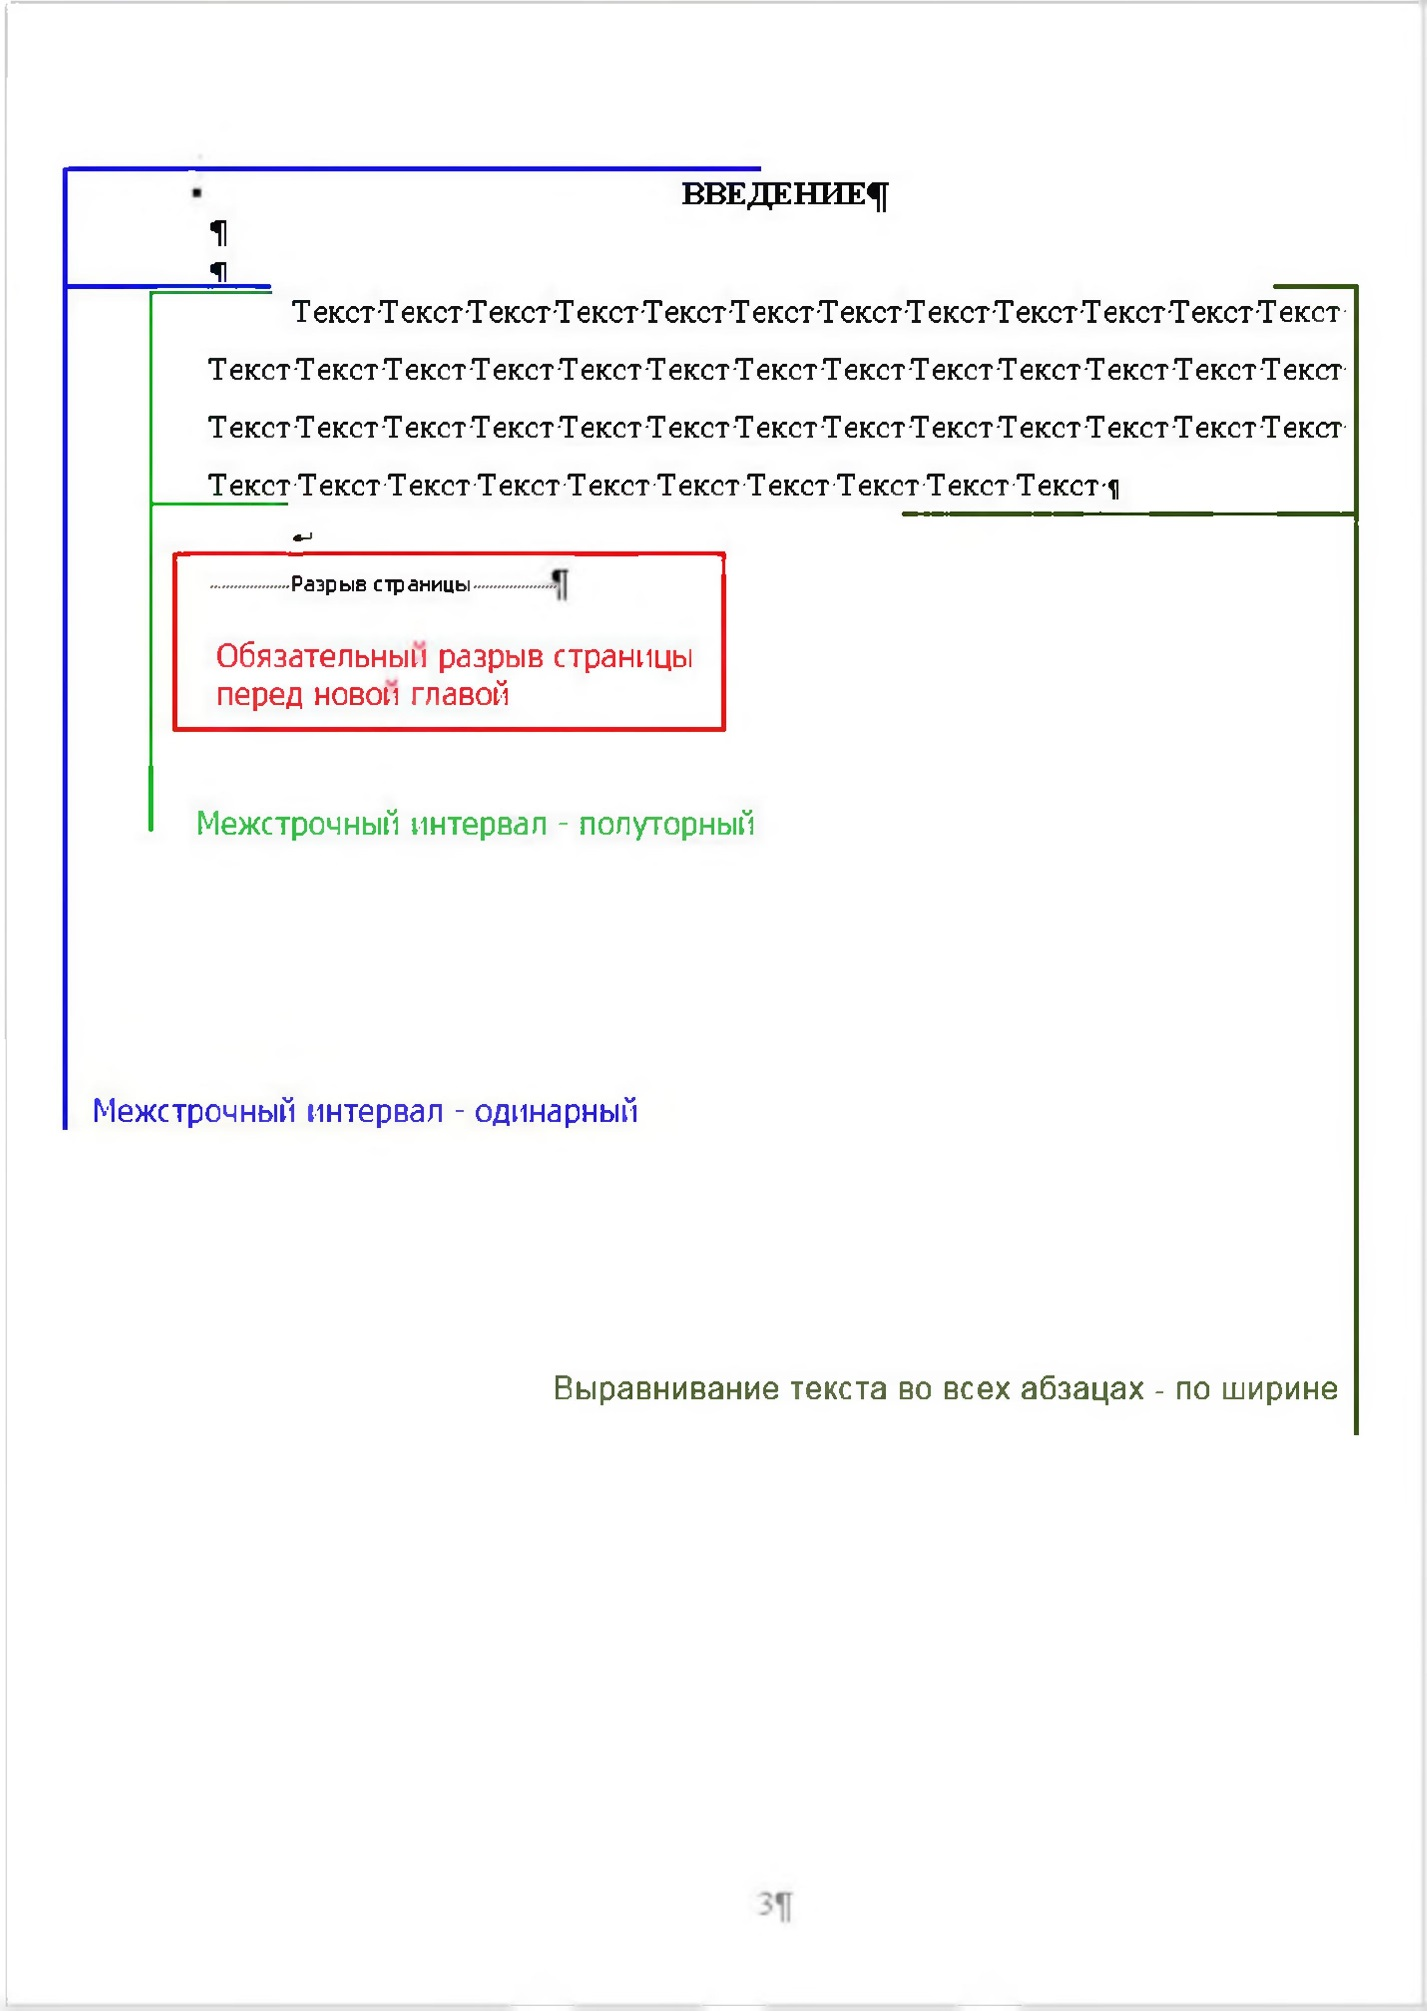 ВВЕДЕНИЕ¶
¶
¶
Текст·Текст·Текст·Текст·Текст·Текст·Текст·Текст·Текст·Текст·Текст·Текст·
Текст·Текст·Текст·Текст·Текст·Текст·Текст·Текст·Текст·Текст·Текст·Текст·Текст·
Текст·Текст·Текст·Текст·Текст·Текст·Текст·Текст·Текст·Текст·Текст·Текст·Текст·
Текст·Текст·Текст·Текст·Текст·Текст·Текст·Текст·Текст·Текст·¶
↵
Разрыв страницы¶
Обязательный разрыв страницы
перед новой главой
Межстрочный интервал - полуторный
Межстрочный интервал - одинарный
Выравнивание текста во всех абзацах - по ширине
3¶